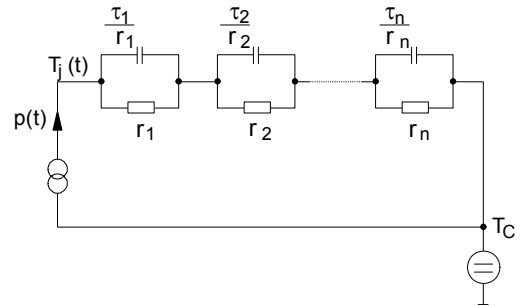 τ1 τ2 τn
r1 r2 rn
Tj(t)
p(t)
r1 r2 rn
TC